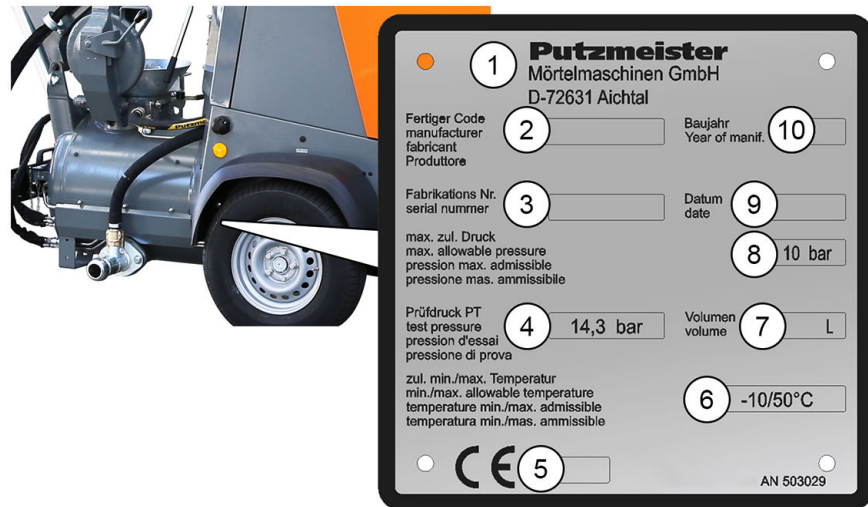 1
Putzmeister
Mörtelmaschinen GmbH
D-72631 Aichtal
Fertiger Code
manufacturer
fabricant
Produttore
2
Baujahr
Year of manif.
10
Fabrikations Nr.
serial nummer
3
Datum
date
9
max. zul. Druck
max. allowable pressure
pression max. admissible
pressione mas. ammissibile
8
10 bar
Prüfdruck PT
test pressure
pression d'essai
pressione di prova
4
14,3 bar
Volumen
volume
7
L
zul. min./max. Temperatur
min./max. allowable temperature
temperature min./max. admissible
temperatura min./mas. ammissibile
6
-10/50°C
CE
5
AN 503029